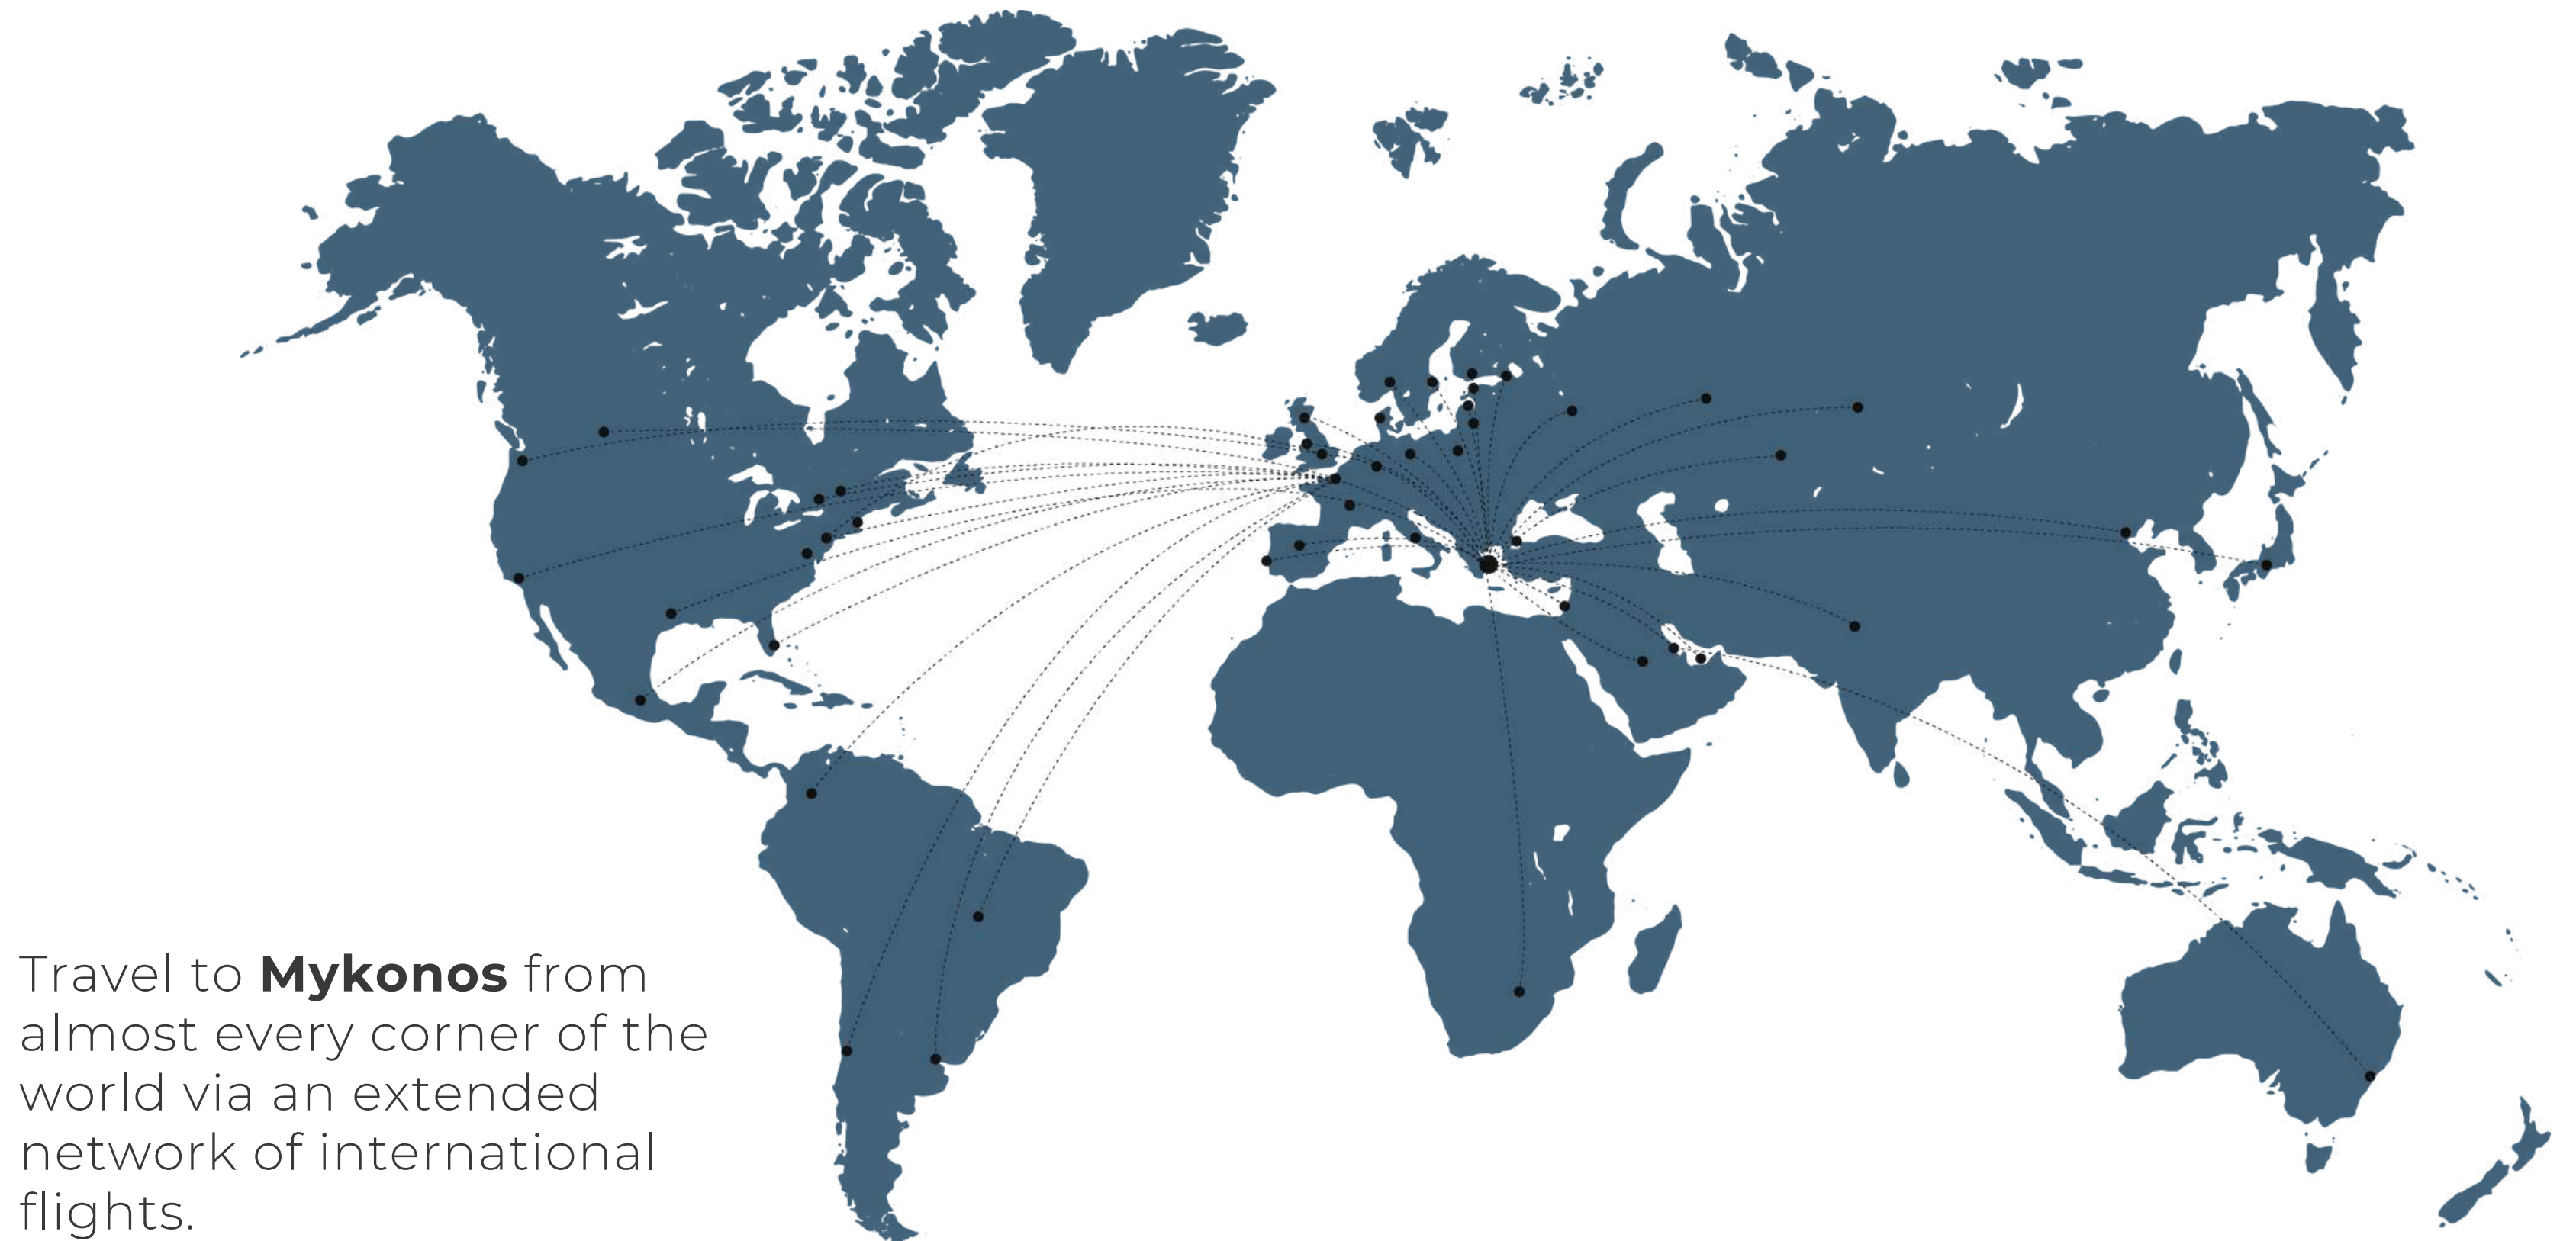 Travel to Mykonos from
almost every corner of the
world via an extended
network of international
flights.